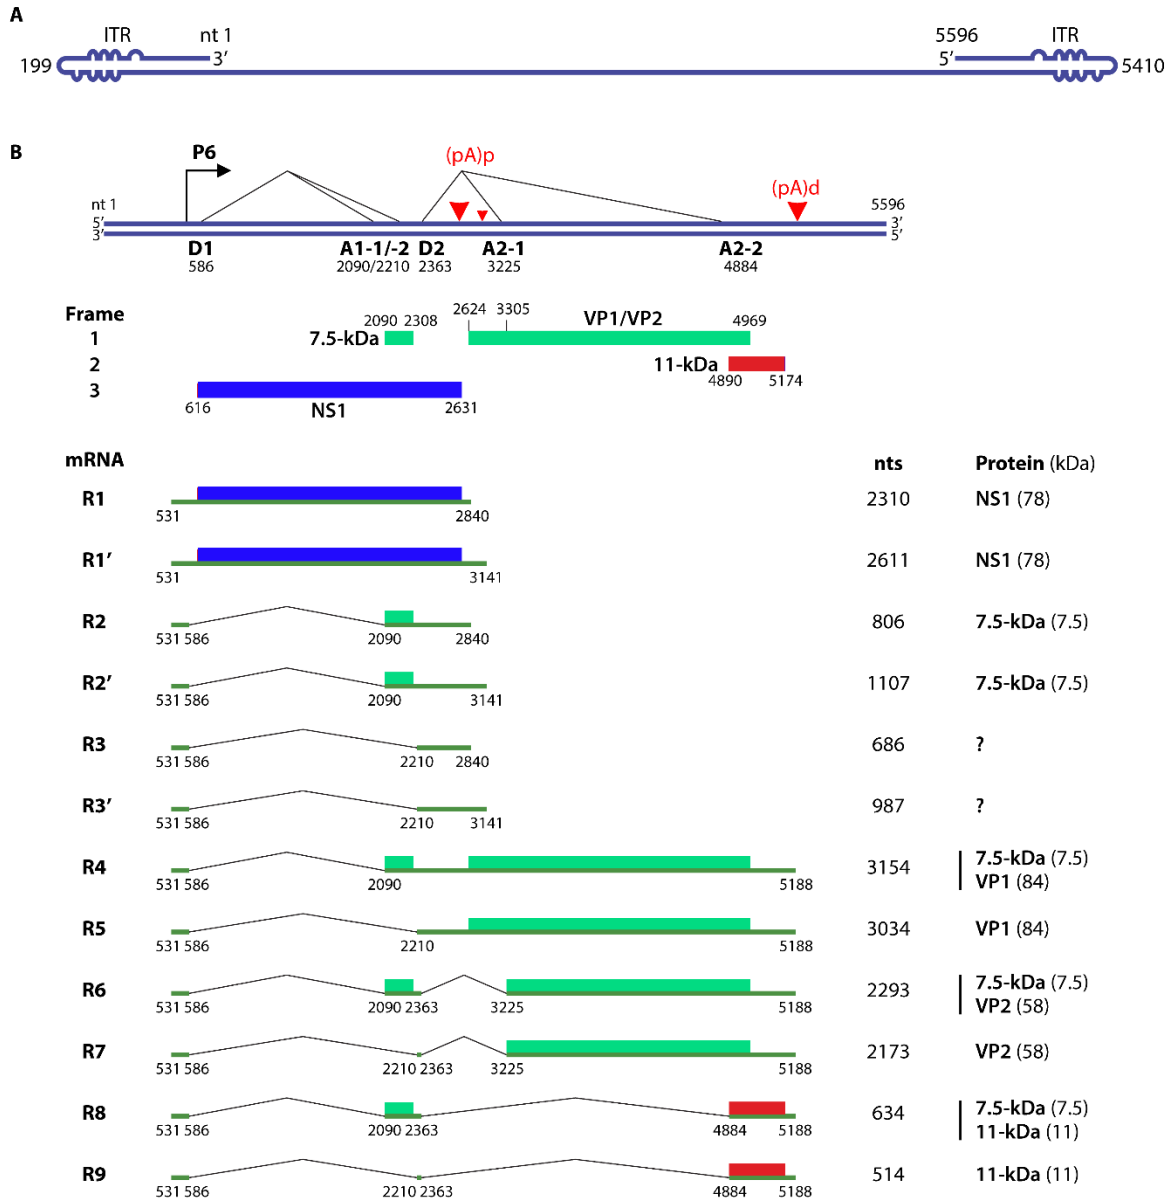 A
ITR nt 1 5596 ITR
199 3’ 5’ 5410
B
P6 (pA)p (pA)d
nt 1 5596
5’ 3’
3’ 5’
D1 A1-1/-2 D2 A2-1 A2-2
586 2090/2210 2363 3225 4884
Frame 2624 3305
2090 2308 VP1/VP2 4969
1 7.5-kDa
2 11-kDa
4890 5174
3
616 NS1 2631
mRNA nts Protein (kDa)
R1 2310 NS1 (78)
531 2840
R1’ 2611 NS1 (78)
531 3141
R2 806 7.5-kDa (7.5)
531 586 2090 2840
R2’ 1107 7.5-kDa (7.5)
531 586 2090 3141
R3 686 ?
531 586 2210 2840
R3’ 987 ?
531 586 2210 3141
R4 3154 7.5-kDa (7.5)
VP1 (84)
531 586 2090 5188
R5 3034 VP1 (84)
531 586 2210 5188
R6 2293 7.5-kDa (7.5)
VP2 (58)
531 586 2090 2363 3225 5188
R7 2173 VP2 (58)
531 586 2210 2363 3225 5188
R8 634 7.5-kDa (7.5)
11-kDa (11)
531 586 2090 2363 4884 5188
R9 514 11-kDa (11)
531 586 2210 2363 4884 5188